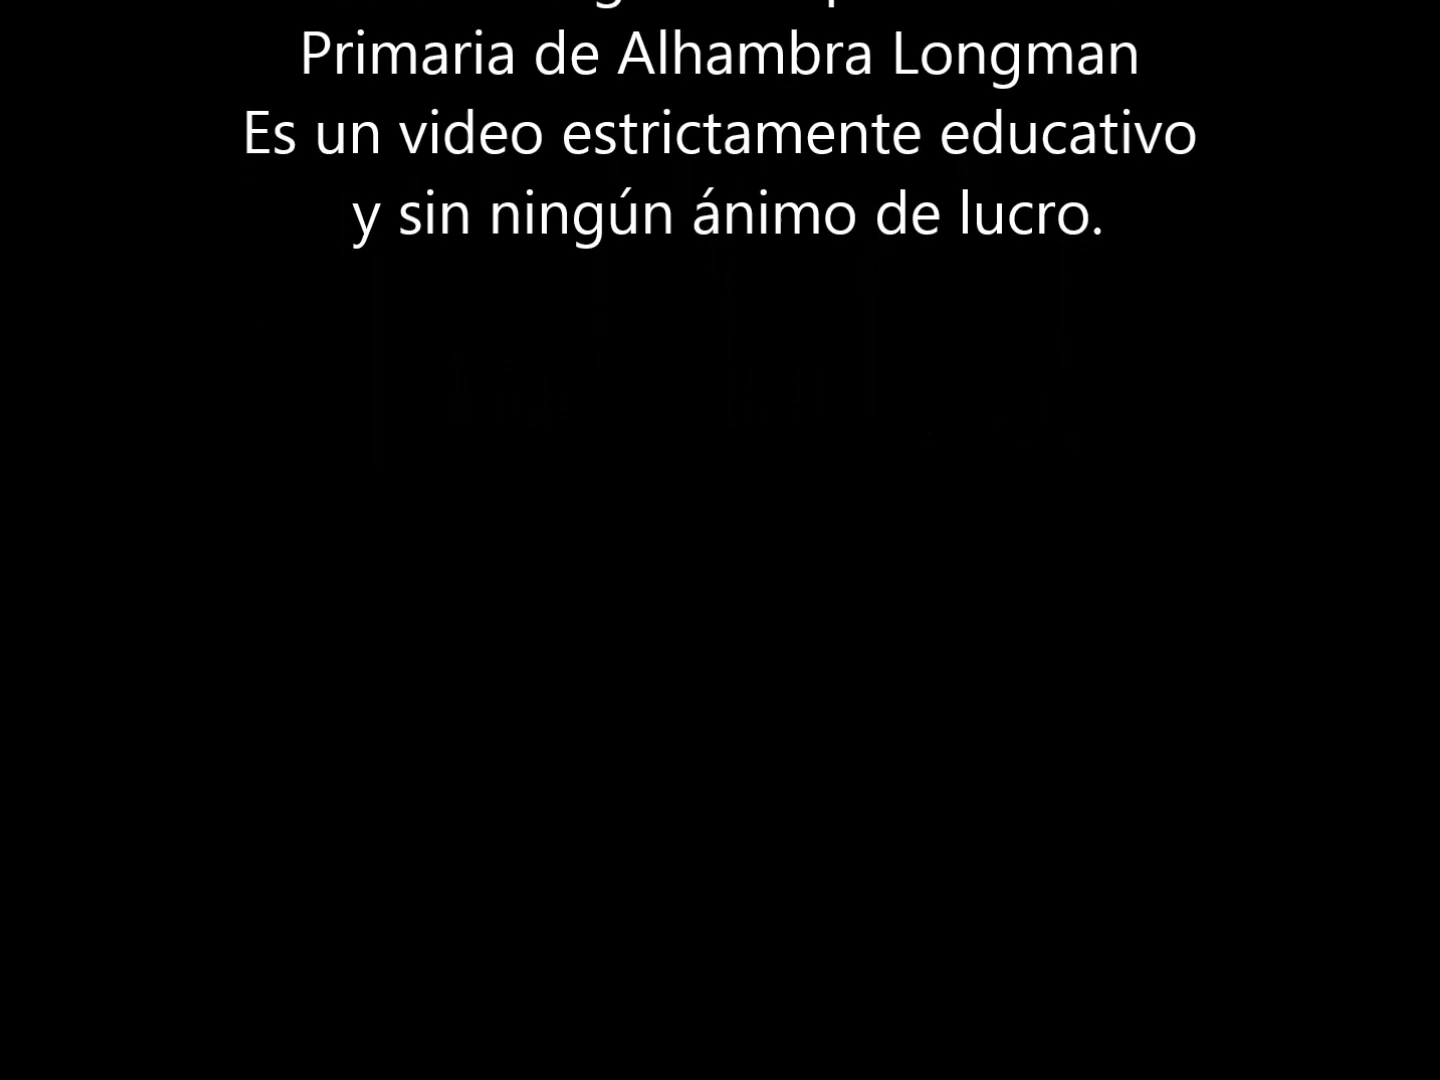 Primaria de Alhambra Longman
Es un video estrictamente educativo
y sin ningún ánimo de lucro.